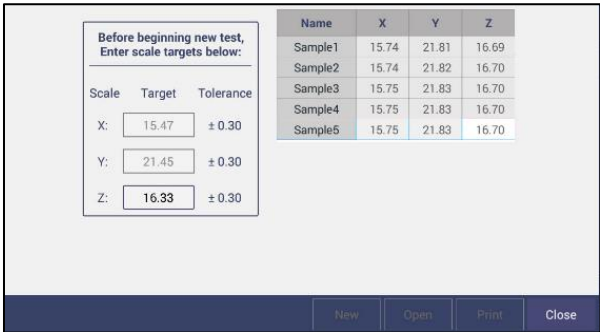 Before beginning new test,
Enter scale targets below:
Scale Target Tolerance
X: 15.47 ± 0.30
Y: 21.45 ± 0.30
Z: 16.33 ± 0.30
Name X Y Z
Sample1 15.74 21.81 16.69
Sample2 15.74 21.82 16.70
Sample3 15.75 21.83 16.70
Sample4 15.75 21.83 16.70
Sample5 15.75 21.83 16.70
New Open Print Close